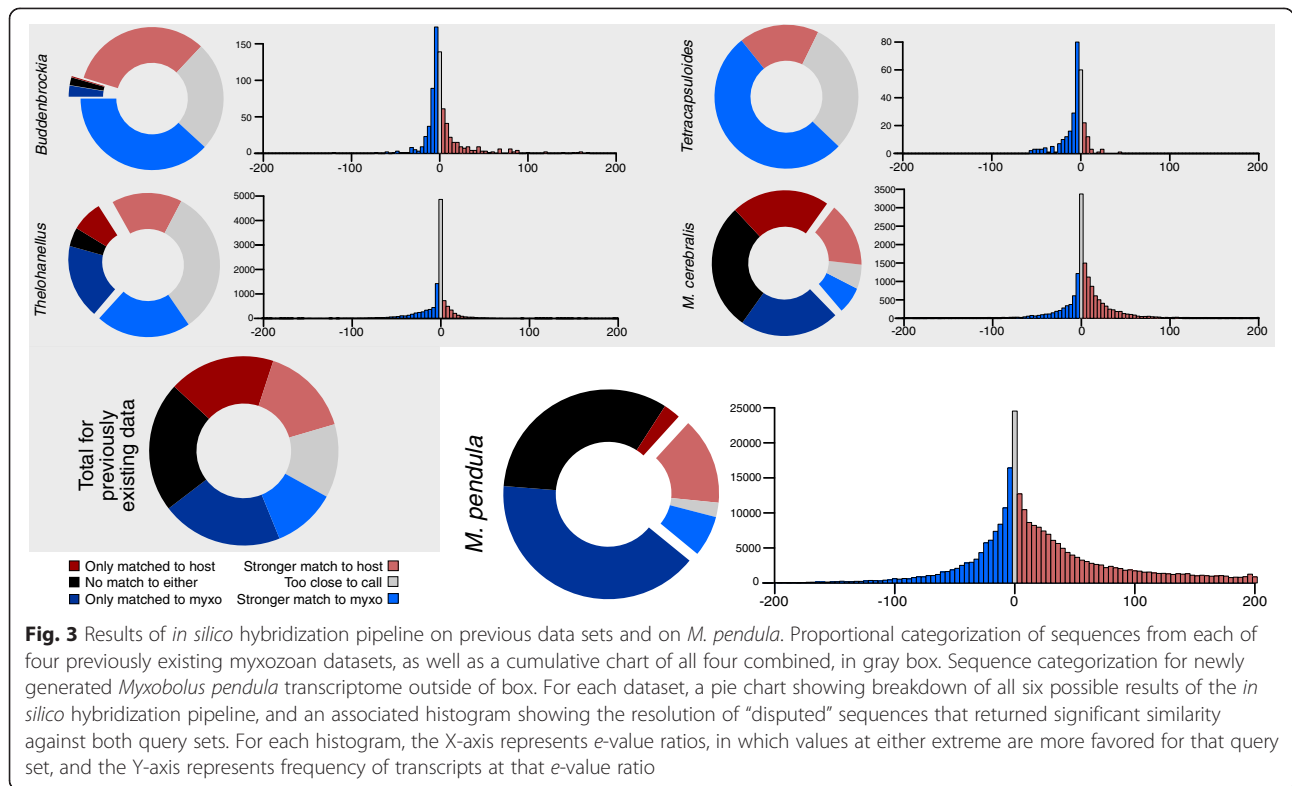 Buddenbrockia
150
100
50
0
-200
-100
0
100
200
Tetracapsuloides
80
60
40
20
0
-200
-100
0
100
200
Thelohanellus
5000
4000
3000
2000
1000
0
-200
-100
0
100
200
M. cerebralis
3500
3000
2500
2000
1500
1000
500
0
-200
-100
0
100
200
Total for
previously
existing data
M. pendula
25000
20000
15000
10000
5000
0
-200
-100
0
100
200
Only matched to host
No match to either
Only matched to myxo
Stronger match to host
Too close to call
Stronger match to myxo
Fig. 3 Results of in silico hybridization pipeline on previous data sets and on M. pendula. Proportional categorization of sequences from each of
four previously existing myxozoan datasets, as well as a cumulative chart of all four combined, in gray box. Sequence categorization for newly
generated Myxobolus pendula transcriptome outside of box. For each dataset, a pie chart showing breakdown of all six possible results of the in
silico hybridization pipeline, and an associated histogram showing the resolution of “disputed” sequences that returned significant similarity
against both query sets. For each histogram, the X-axis represents e-value ratios, in which values at either extreme are more favored for that query
set, and the Y-axis represents frequency of transcripts at that e-value ratio